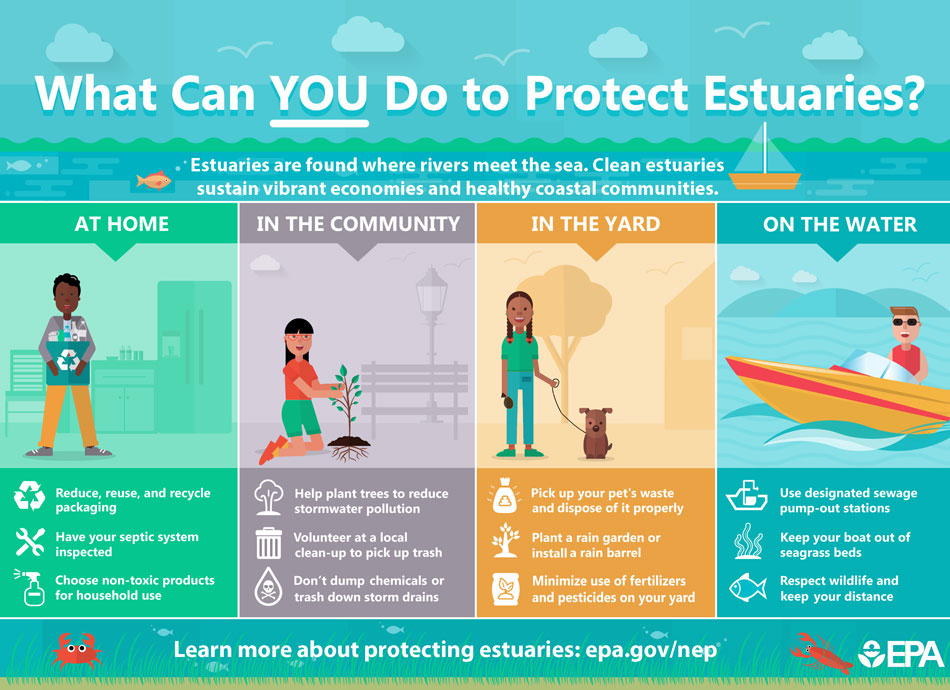 What Can YOU Do to Protect Estuaries?
Estuaries are found where rivers meet the sea. Clean estuaries
sustain vibrant economies and healthy coastal communities.
AT HOME
Reduce, reuse, and recycle
packaging
Have your septic system
inspected
Choose non-toxic products
for household use
IN THE COMMUNITY
Help plant trees to reduce
stormwater pollution
Volunteer at a local
clean-up to pick up trash
Don't dump chemicals or
trash down storm drains
IN THE YARD
Pick up your pet's waste
and dispose of it properly
Plant a rain garden or
install a rain barrel
Minimize use of fertilizers
and pesticides on your yard
ON THE WATER
Use designated sewage
pump-out stations
Keep your boat out of
seagrass beds
Respect wildlife and
keep your distance
Learn more about protecting estuaries: epa.gov/nep
EPA